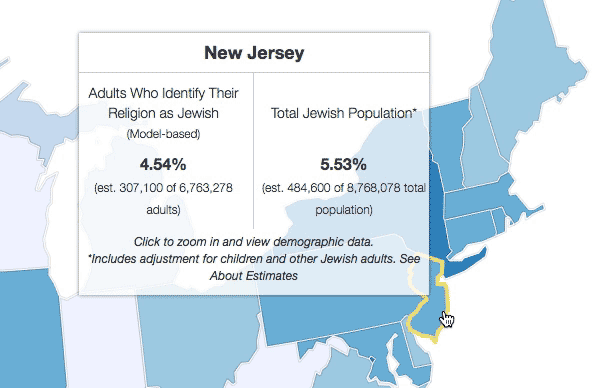 New Jersey
Adults Who Identify Their
Religion as Jewish
(Model-based)
4.54%
(est. 307,100 of 6,763,278
adults)
Total Jewish Population*
5.53%
(est. 484,600 of 8,768,078 total
population)
Click to zoom in and view demographic data.
*Includes adjustment for children and other Jewish adults. See
About Estimates